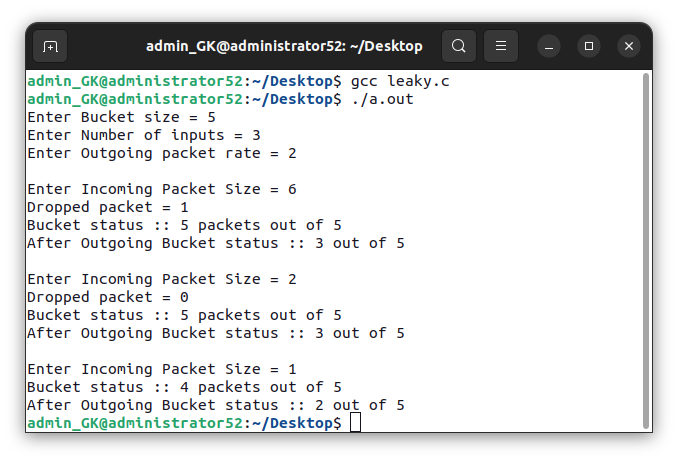 admin_GK@administrator52: ~/Desktop
admin_GK@administrator52:~/Desktop$ gcc leaky.c
admin_GK@administrator52:~/Desktop$ ./a.out
Enter Bucket size = 5
Enter Number of inputs = 3
Enter Outgoing packet rate = 2
Enter Incoming Packet Size = 6
Dropped packet = 1
Bucket status :: 5 packets out of 5
After Outgoing Bucket status :: 3 out of 5
Enter Incoming Packet Size = 2
Dropped packet = 0
Bucket status :: 5 packets out of 5
After Outgoing Bucket status :: 3 out of 5
Enter Incoming Packet Size = 1
Bucket status :: 4 packets out of 5
After Outgoing Bucket status :: 2 out of 5
admin_GK@administrator52:~/Desktop$